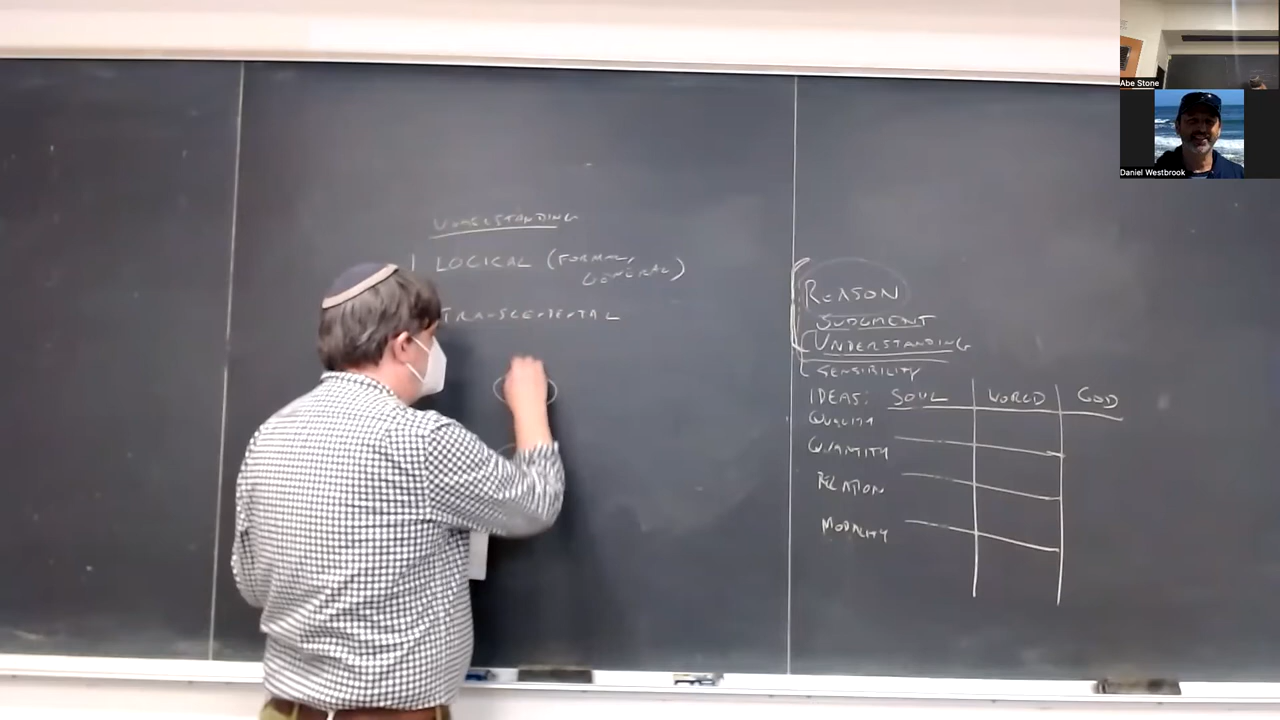 Abe Stone
Daniel Westbrook
UNDERSTANDING
LOGICAL (FORMAL,
GENERAL)
TRANSCENDENTAL
REASON
JUDGMENT
UNDERSTANDING
SENSIBILITY
IDEAS: SOUL WORLD GOD
QUALITY
QUANTITY
RELATION
MODALITY